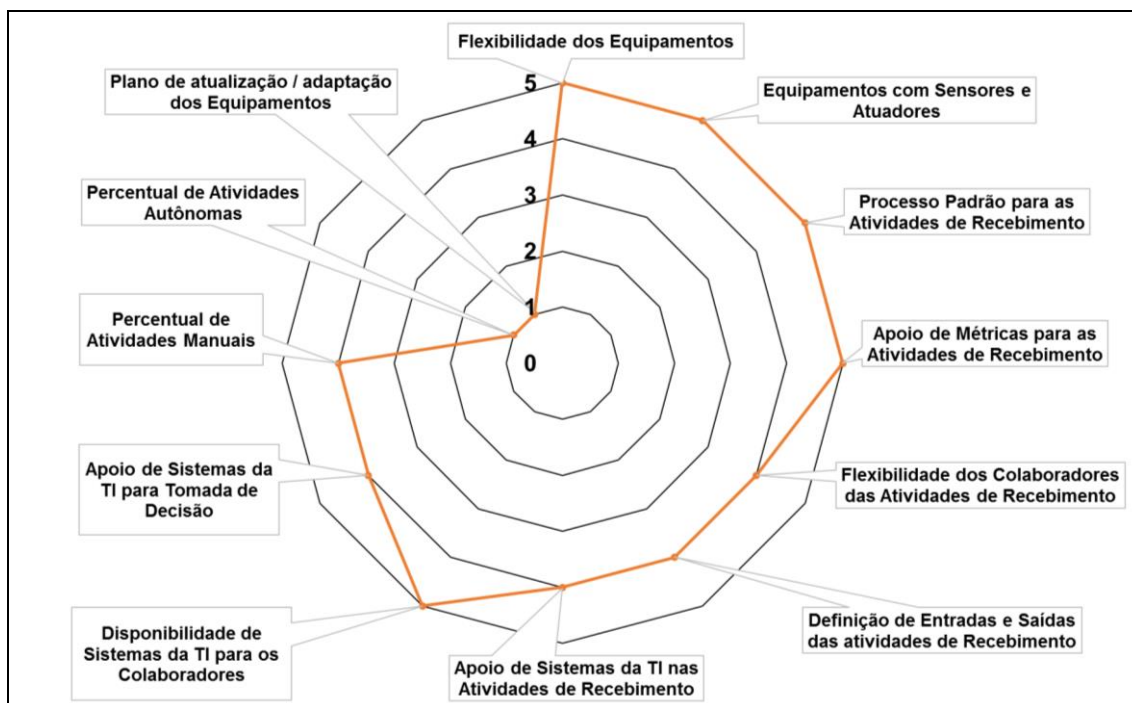 Flexibilidade dos Equipamentos
Plano de atualização / adaptação
dos Equipamentos
Equipamentos com Sensores e
Atuadores
Percentual de Atividades
Autônomas
Processo Padrão para as
Atividades de Recebimento
Percentual de
Atividades Manuais
Apoio de Métricas para as
Atividades de Recebimento
Apoio de Sistemas da
TI para Tomada de
Decisão
Flexibilidade dos Colaboradores
das Atividades de Recebimento
Disponibilidade de
Sistemas da TI para os
Colaboradores
Apoio de Sistemas da TI nas
Atividades de Recebimento
Definição de Entradas e Saídas
das atividades de Recebimento
5
4
3
2
1
0